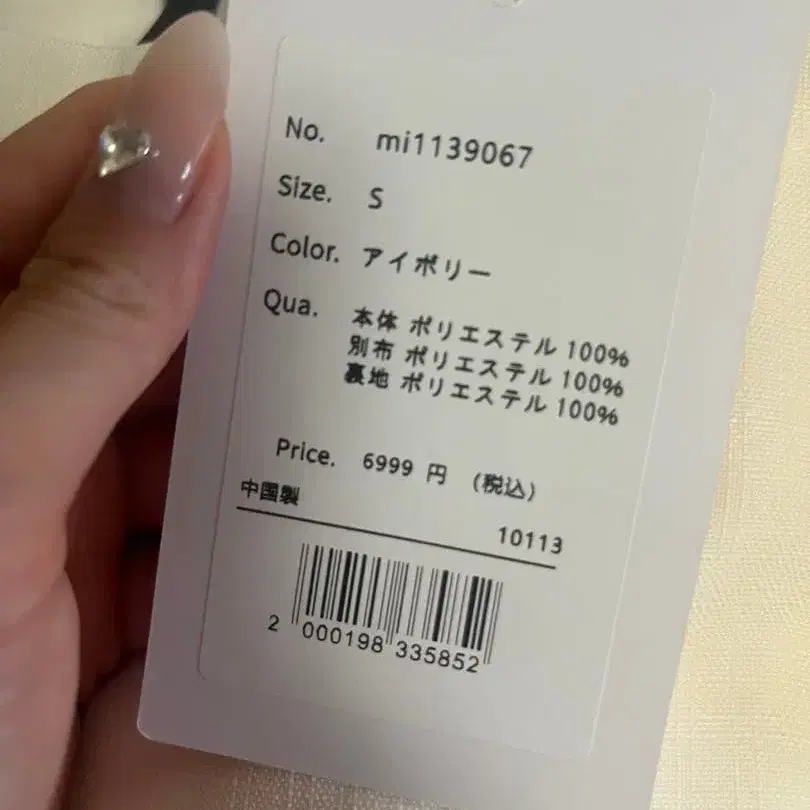 No. mi1139067
Size. S
Color. アイボリー
Qua. 本体 ポリエステル 100%
別布 ポリエステル 100%
裏地 ポリエステル 100%
Price. 6999 円 (税込)
中国製
10113
2 000198 335852